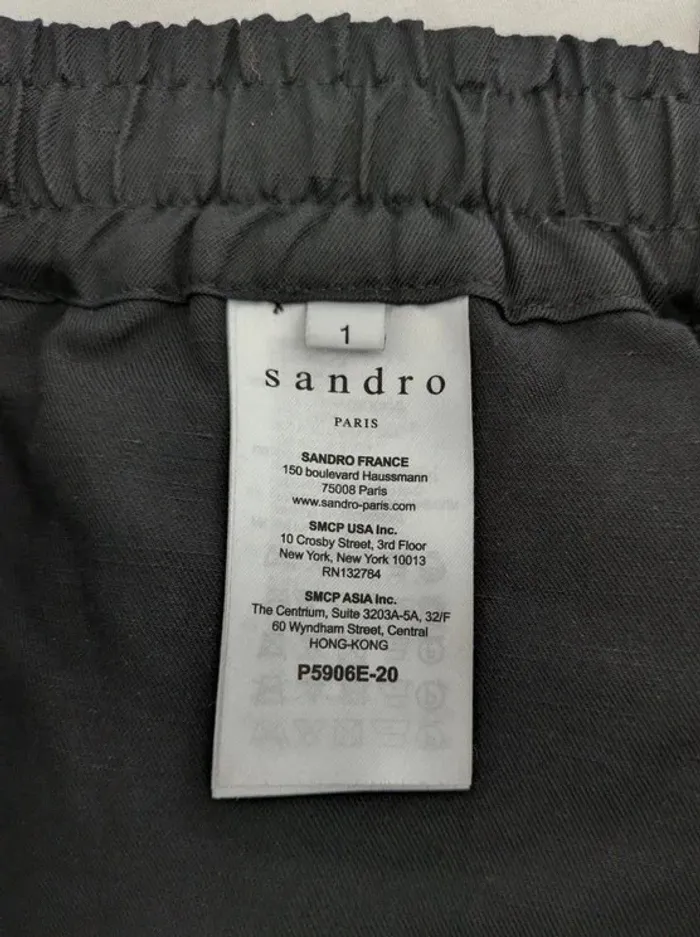 1
sandro
PARIS
SANDRO FRANCE
150 boulevard Haussmann
75008 Paris
www.sandro-paris.com
SMCP USA Inc.
10 Crosby Street, 3rd Floor
New York, New York 10013
RN132784
SMCP ASIA Inc.
The Centrium, Suite 3203A-5A, 32/F
60 Wyndham Street, Central
HONG-KONG
P5906E-20